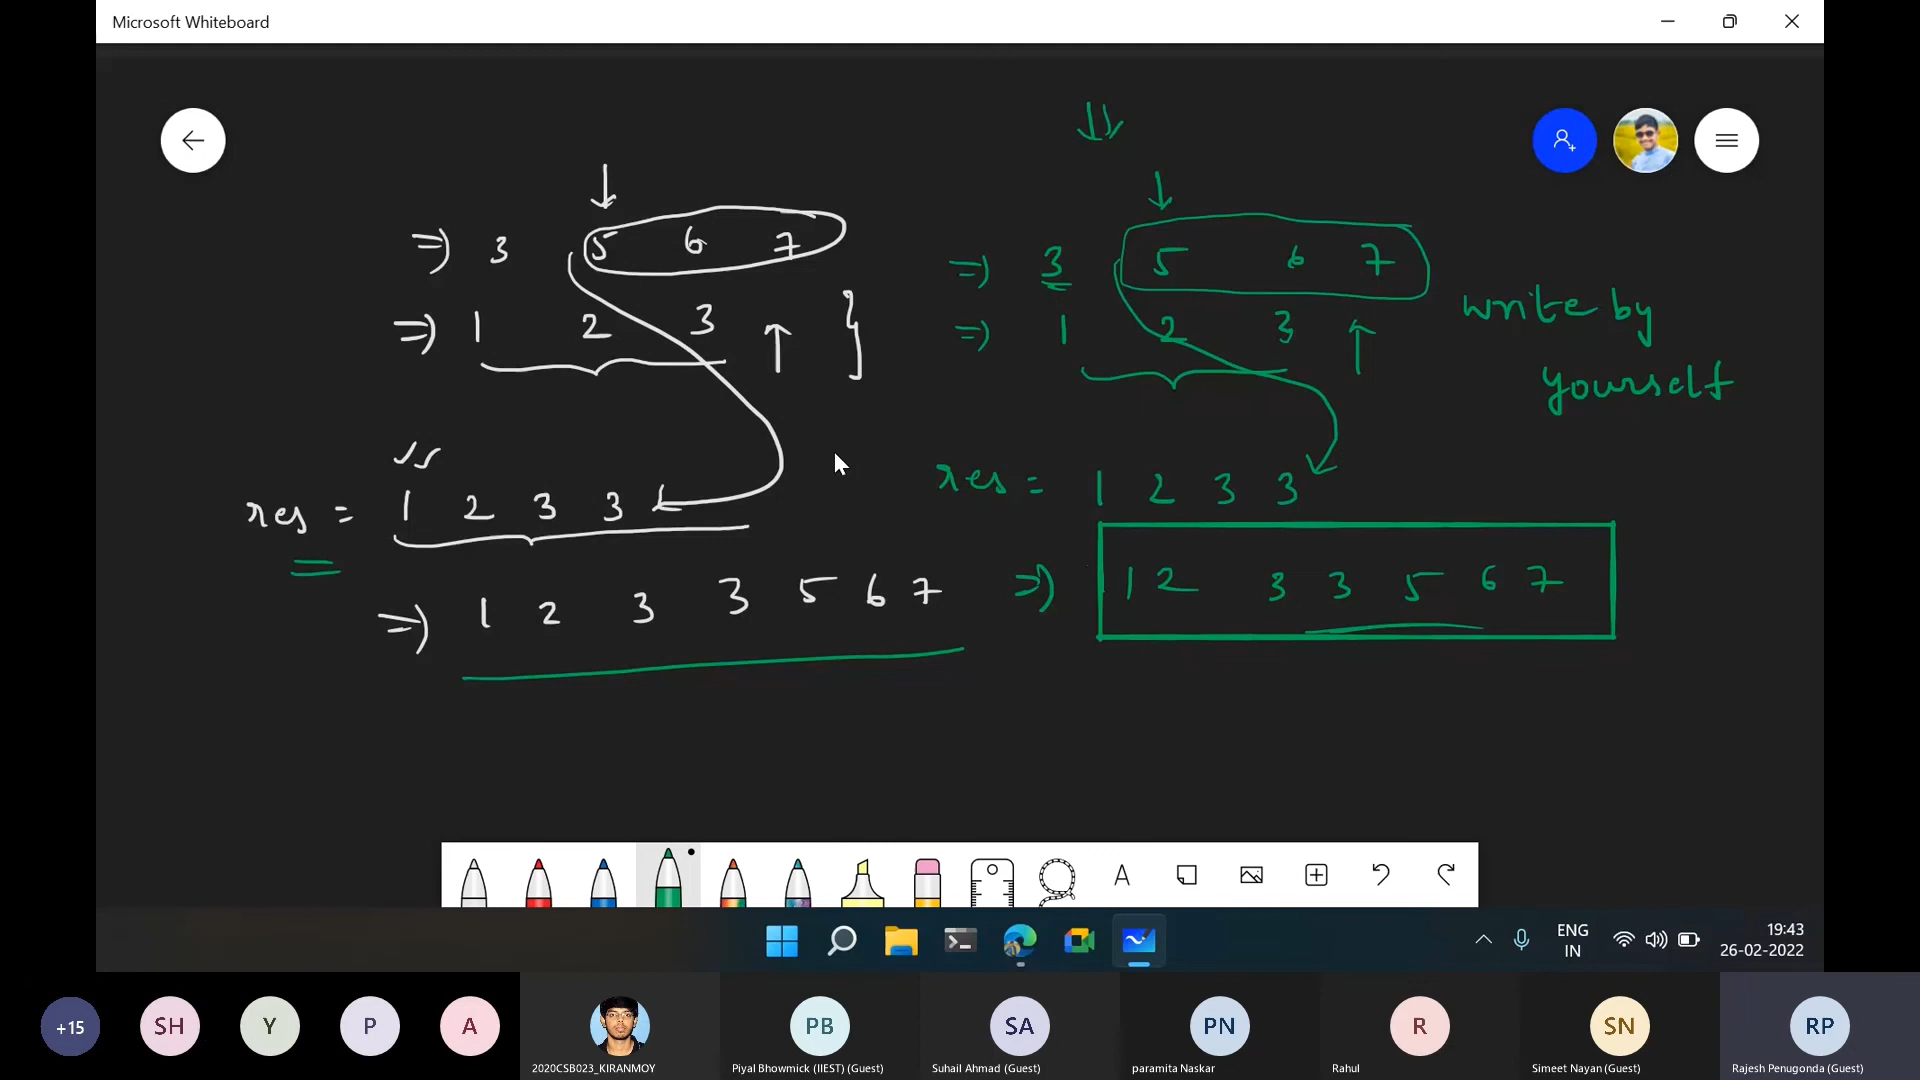 Microsoft Whiteboard
=) 3 5 6 7
=) 1 2 3 }
res = 1 2 3 3
=) 1 2 3 3 5 6 7
=) 3 5 6 7
=) 1 2 3
write by
yourself
res = 1 2 3 3
=) 1 2 3 3 5 6 7
ENG
IN
19:43
26-02-2022
+15
SH
Y
P
A
2020CSB023_KIRANMOY
PB
Piyal Bhowmick (IIEST) (Guest)
SA
Suhail Ahmad (Guest)
PN
paramita Naskar
R
Rahul
SN
Simeet Nayan (Guest)
RP
Rajesh Penugonda (Guest)